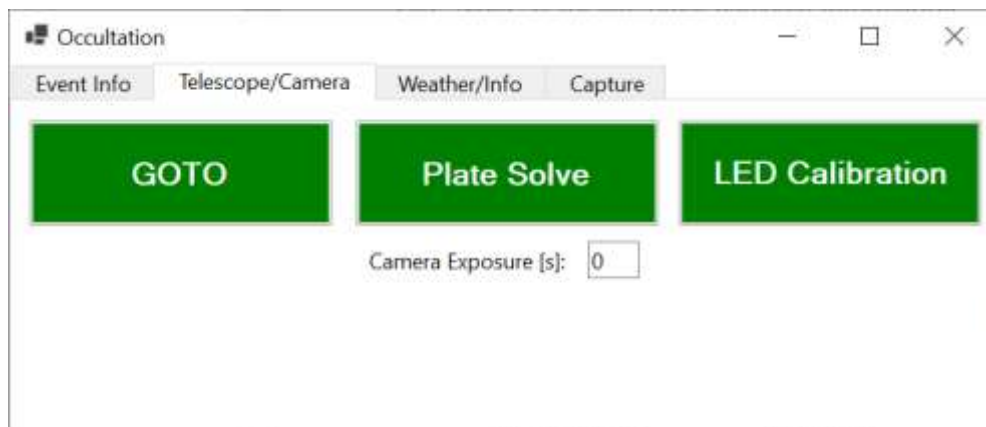 Occultation
Event Info Telescope/Camera Weather/Info Capture
GOTO Plate Solve LED Calibration
Camera Exposure [s]: 0